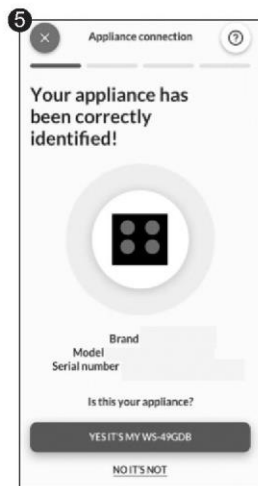 5
Appliance connection
?
Your appliance has
been correctly
identified!
Brand
Model
Serial number
Is this your appliance?
YES IT'S MY WS-49GDB
NO IT'S NOT